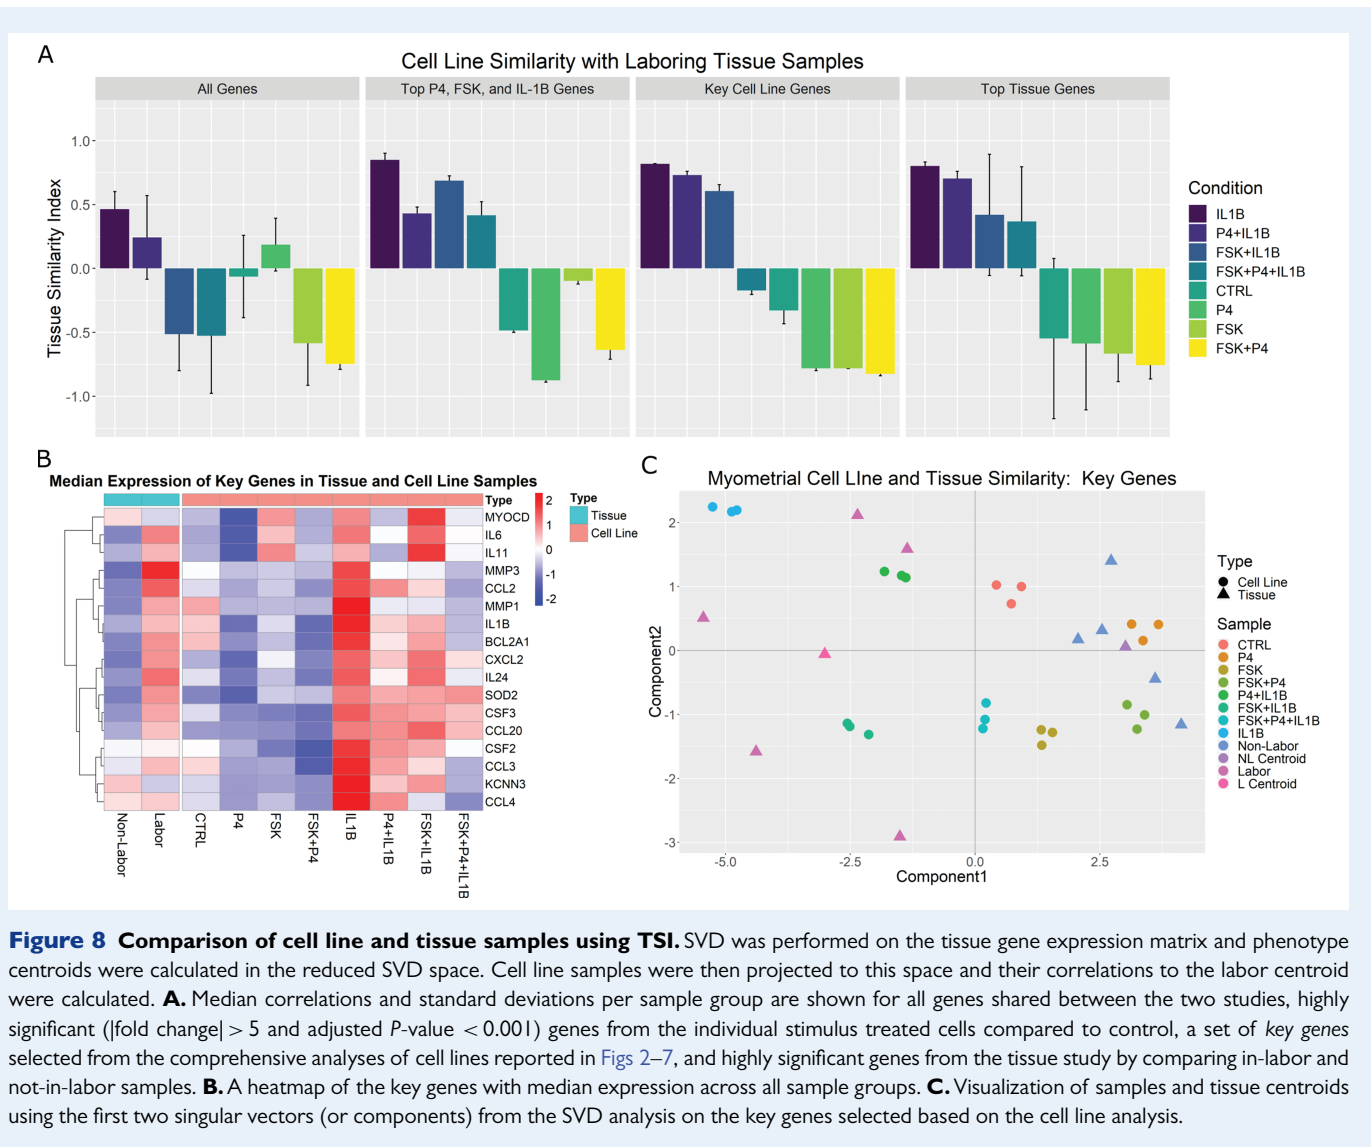 A
Cell Line Similarity with Laboring Tissue Samples
All Genes
Top P4, FSK, and IL-1B Genes
Key Cell Line Genes
Top Tissue Genes
Tissue Similarity Index
1.0
0.5
0.0
-0.5
-1.0
Condition
IL1B
P4+IL1B
FSK+IL1B
FSK+P4+IL1B
CTRL
P4
FSK
FSK+P4
B
Median Expression of Key Genes in Tissue and Cell Line Samples
Type
MYOCD
IL6
IL11
MMP3
CCL2
MMP1
IL1B
BCL2A1
CXCL2
IL24
SOD2
CSF3
CCL20
CSF2
CCL3
KCNN3
CCL4
2
1
0
-1
-2
Type
Tissue
Cell Line
Non-Labor
Labor
CTRL
P4
FSK
FSK+P4
IL1B
P4+IL1B
FSK+IL1B
FSK+P4+IL1B
C
Myometrial Cell LIne and Tissue Similarity: Key Genes
Component2
2
1
0
-1
-2
-3
-5.0
-2.5
0.0
2.5
Component1
Type
Cell Line
Tissue
Sample
CTRL
P4
FSK
FSK+P4
P4+IL1B
FSK+IL1B
FSK+P4+IL1B
IL1B
Non-Labor
NL Centroid
Labor
L Centroid
Figure 8 Comparison of cell line and tissue samples using TSI. SVD was performed on the tissue gene expression matrix and phenotype
centroids were calculated in the reduced SVD space. Cell line samples were then projected to this space and their correlations to the labor centroid
were calculated. A. Median correlations and standard deviations per sample group are shown for all genes shared between the two studies, highly
significant (|fold change| > 5 and adjusted P-value < 0.001) genes from the individual stimulus treated cells compared to control, a set of key genes
selected from the comprehensive analyses of cell lines reported in Figs 2–7, and highly significant genes from the tissue study by comparing in-labor and
not-in-labor samples. B. A heatmap of the key genes with median expression across all sample groups. C. Visualization of samples and tissue centroids
using the first two singular vectors (or components) from the SVD analysis on the key genes selected based on the cell line analysis.